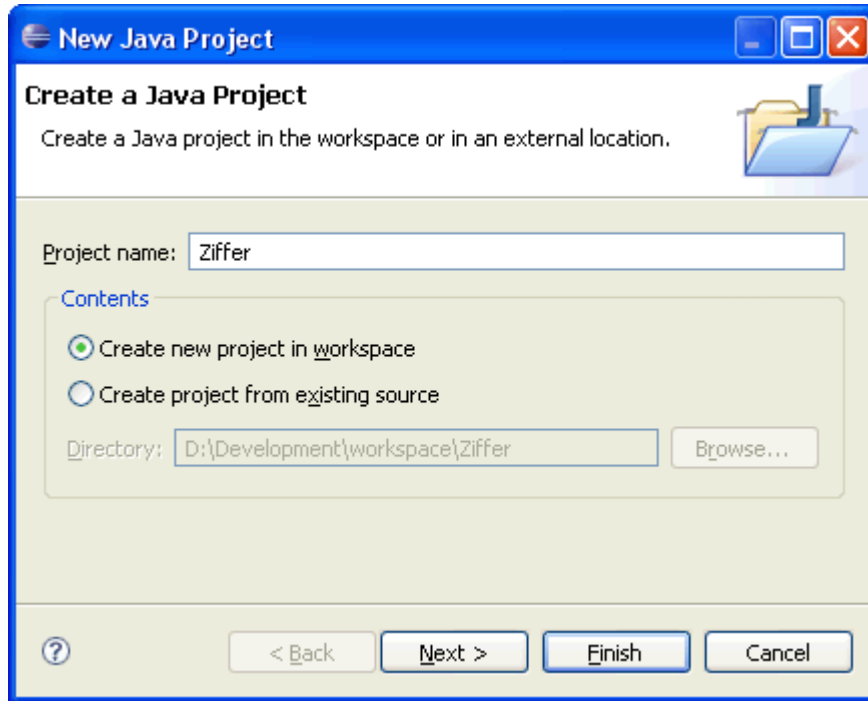 New Java Project
Create a Java Project
Create a Java project in the workspace or in an external location.
Project name: Ziffer
Contents
Create new project in workspace
Create project from existing source
Directory: D:\Development\workspace\Ziffer Browse...
? < Back Next > Finish Cancel